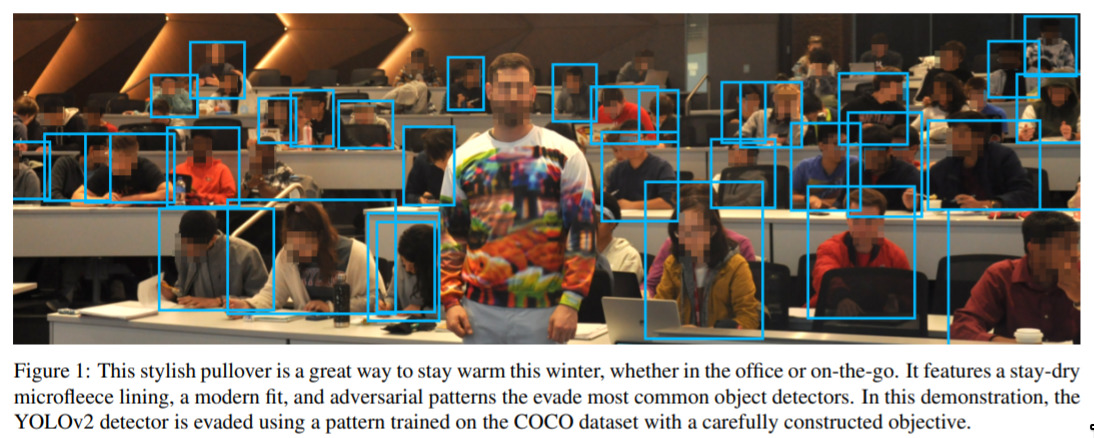 Figure 1: This stylish pullover is a great way to stay warm this winter, whether in the office or on-the-go. It features a stay-dry
microfleece lining, a modern fit, and adversarial patterns the evade most common object detectors. In this demonstration, the
YOLOv2 detector is evaded using a pattern trained on the COCO dataset with a carefully constructed objective.